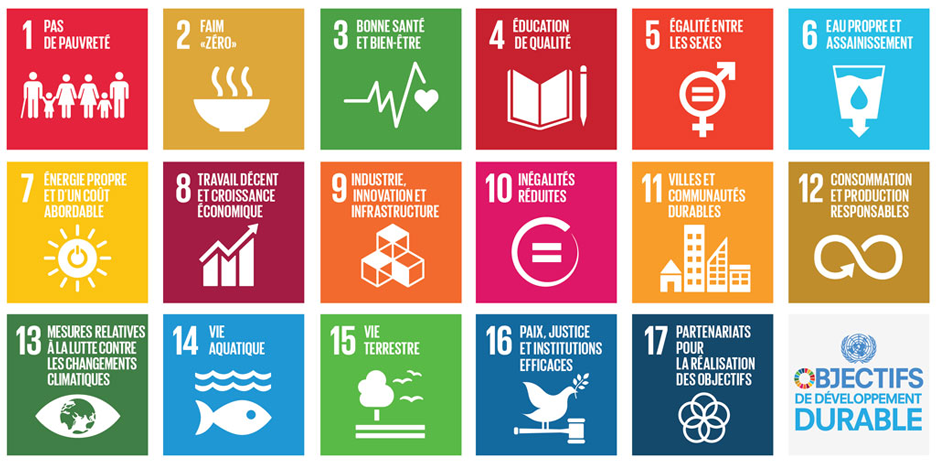 1 PAS
DE PAUVRETÉ
2 FAIM
«ZÉRO»
3 BONNE SANTÉ
ET BIEN-ÊTRE
4 ÉDUCATION
DE QUALITÉ
5 ÉGALITÉ ENTRE
LES SEXES
6 EAU PROPRE ET
ASSAINISSEMENT
7 ÉNERGIE PROPRE
ET D'UN COÛT
ABORDABLE
8 TRAVAIL DÉCENT
ET CROISSANCE
ÉCONOMIQUE
9 INDUSTRIE,
INNOVATION ET
INFRASTRUCTURE
10 INÉGALITÉS
RÉDUITES
11 VILLES ET
COMMUNAUTÉS
DURABLES
12 CONSOMMATION
ET PRODUCTION
RESPONSABLES
13 MESURES RELATIVES
À LA LUTTE CONTRE
LES CHANGEMENTS
CLIMATIQUES
14 VIE
AQUATIQUE
15 VIE
TERRESTRE
16 PAIX, JUSTICE
ET INSTITUTIONS
EFFICACES
17 PARTENARIATS
POUR
LA RÉALISATION
DES OBJECTIFS
OBJECTIFS
DE DÉVELOPPEMENT
DURABLE